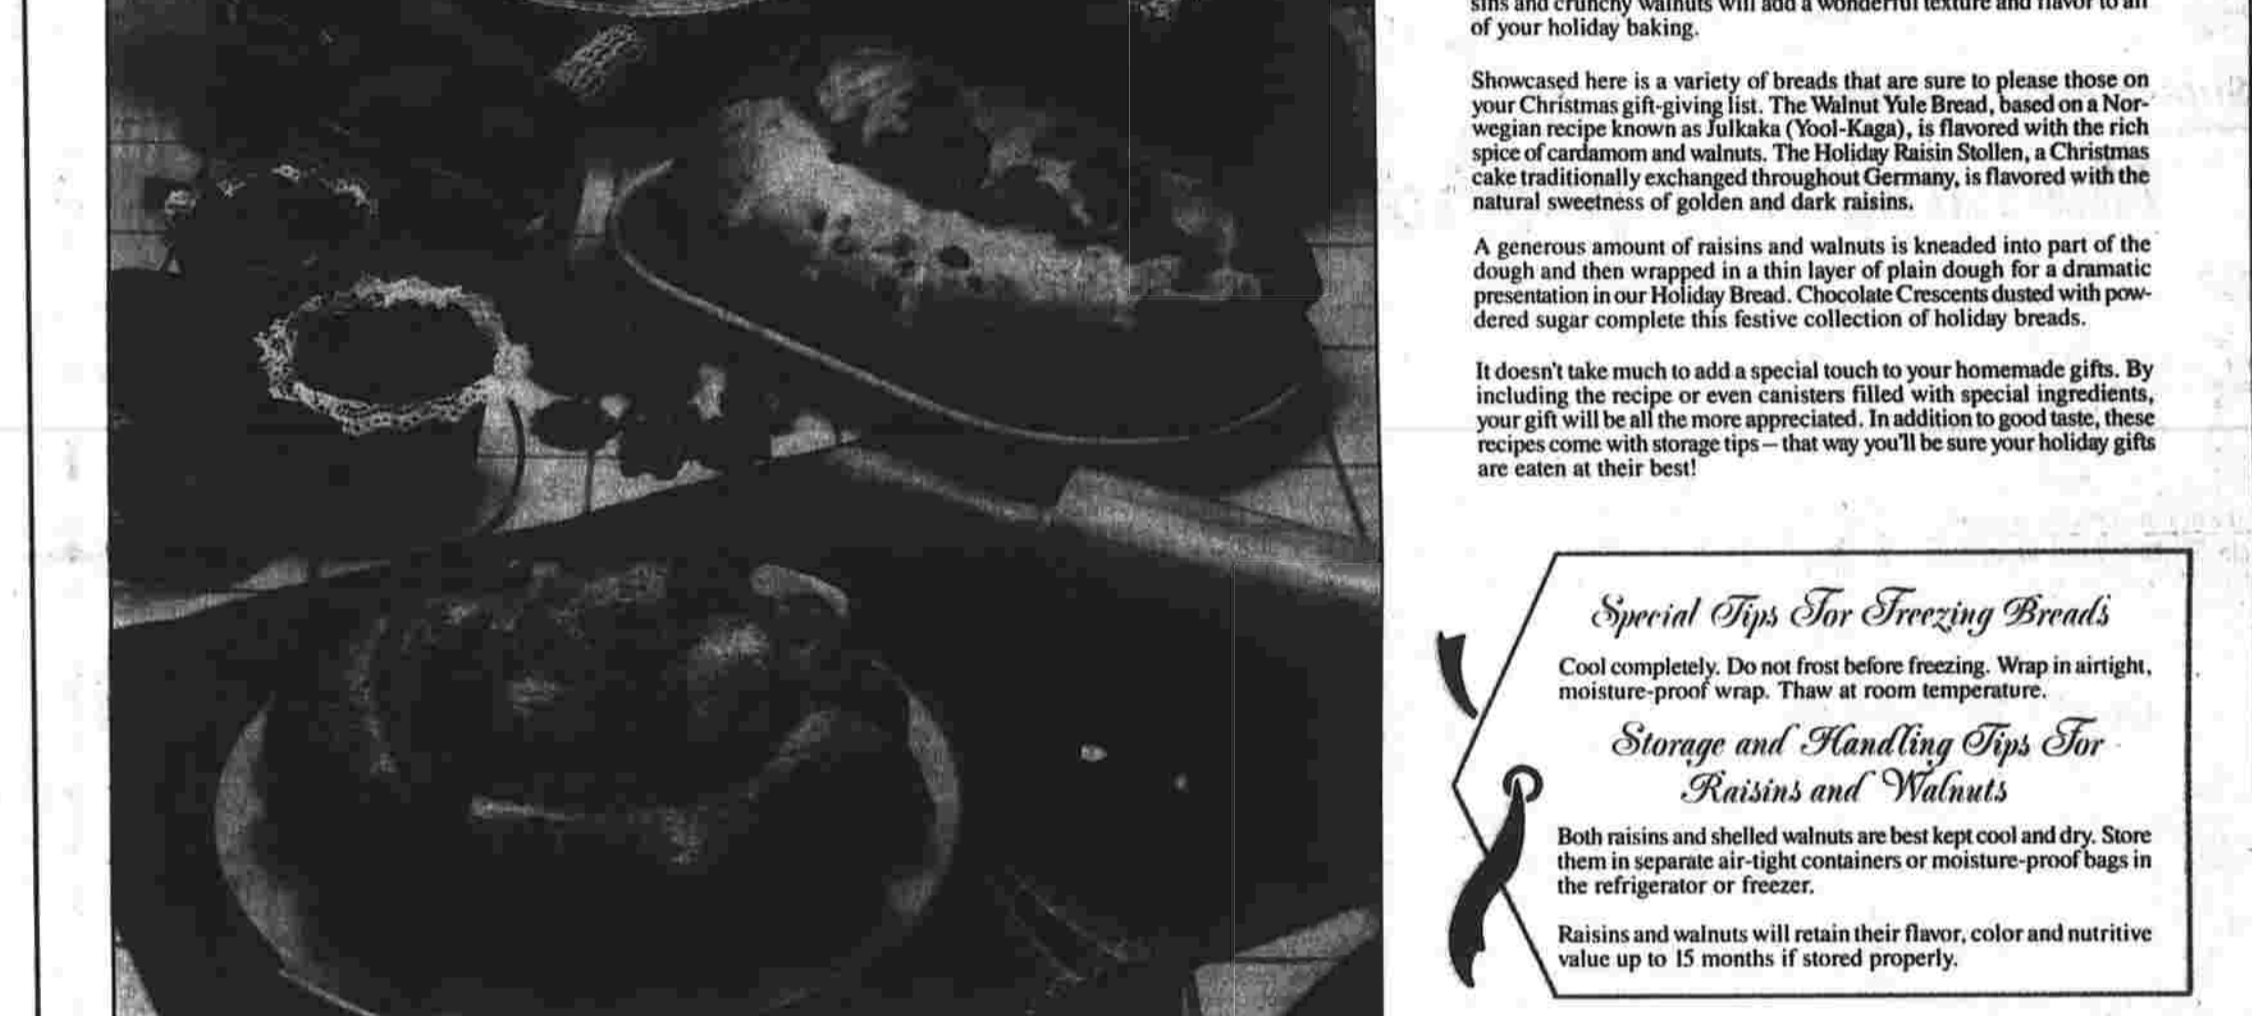 sins and crunchy walnuts will add a wonderful texture and flavor to all
of your holiday baking.
Showcased here is a variety of breads that are sure to please those on
your Christmas gift-giving list. The Walnut Yule Bread, based on a Nor-
wegian recipe known as Julkaka (Yool-Kaga), is flavored with the rich
spice of cardamom and walnuts. The Holiday Raisin Stollen, a Christmas
cake traditionally exchanged throughout Germany, is flavored with the
natural sweetness of golden and dark raisins.
A generous amount of raisins and walnuts is kneaded into part of the
dough and then wrapped in a thin layer of plain dough for a dramatic
presentation in our Holiday Bread. Chocolate Crescents dusted with pow-
dered sugar complete this festive collection of holiday breads.
It doesn't take much to add a special touch to your homemade gifts. By
including the recipe or even canisters filled with special ingredients,
your gift will be all the more appreciated. In addition to good taste, these
recipes come with storage tips – that way you'll be sure your holiday gifts
are eaten at their best!
Special Tips For Freezing Breads
Cool completely. Do not frost before freezing. Wrap in airtight,
moisture-proof wrap. Thaw at room temperature.
Storage and Handling Tips For
Raisins and Walnuts
Both raisins and shelled walnuts are best kept cool and dry. Store
them in separate air-tight containers or moisture-proof bags in
the refrigerator or freezer.
Raisins and walnuts will retain their flavor, color and nutritive
value up to 15 months if stored properly.